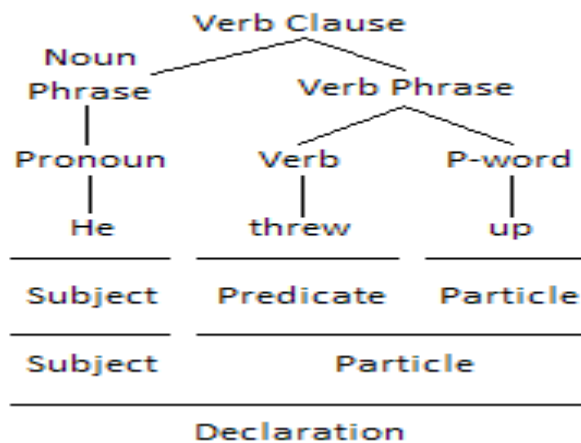 Verb Clause
Noun
Phrase Verb Phrase
Pronoun Verb P-word
He threw up
Subject Predicate Particle
Subject Particle
Declaration